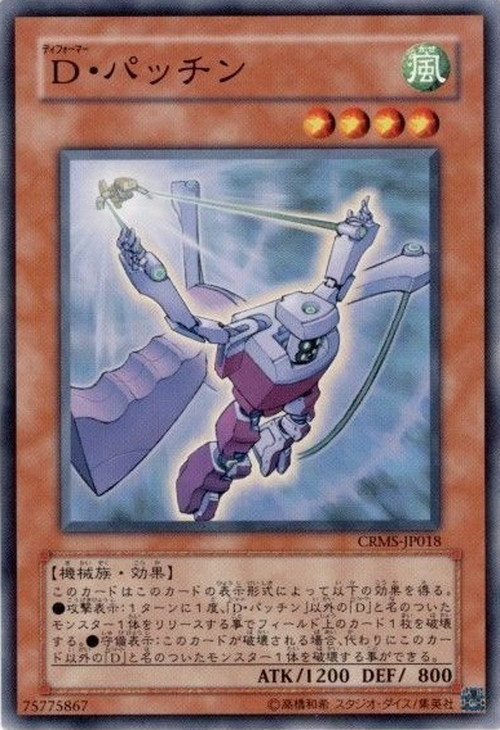 ディフォーマー
D・パッチン
かぜ
風
CRMS-JP018
【機械族・効果】
このカードはこのカードの表示形式によって以下の効果を得る。
●攻撃表示:1ターンに1度、「D・パッチン」以外の「D」と名のついた
モンスター1体をリリースする事でフィールド上のカード1枚を破壊
する。●守備表示:このカードが破壊される場合、代わりにこのカー
ド以外の「D」と名のついたモンスター1体を破壊する事ができる。
ATK/1200 DEF/ 800
75775867
©高橋和希 スタジオ・ダイス/集英社